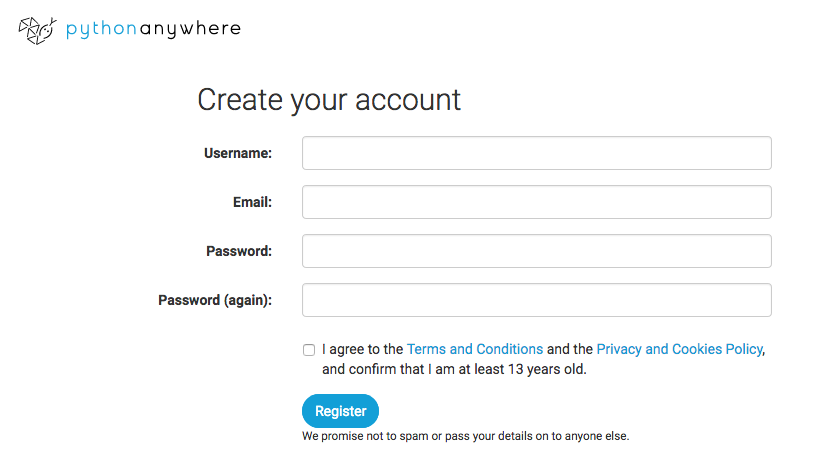 pythonanywhere
Create your account
Username:
Email:
Password:
Password (again):
I agree to the Terms and Conditions and the Privacy and Cookies Policy,
and confirm that I am at least 13 years old.
Register
We promise not to spam or pass your details on to anyone else.